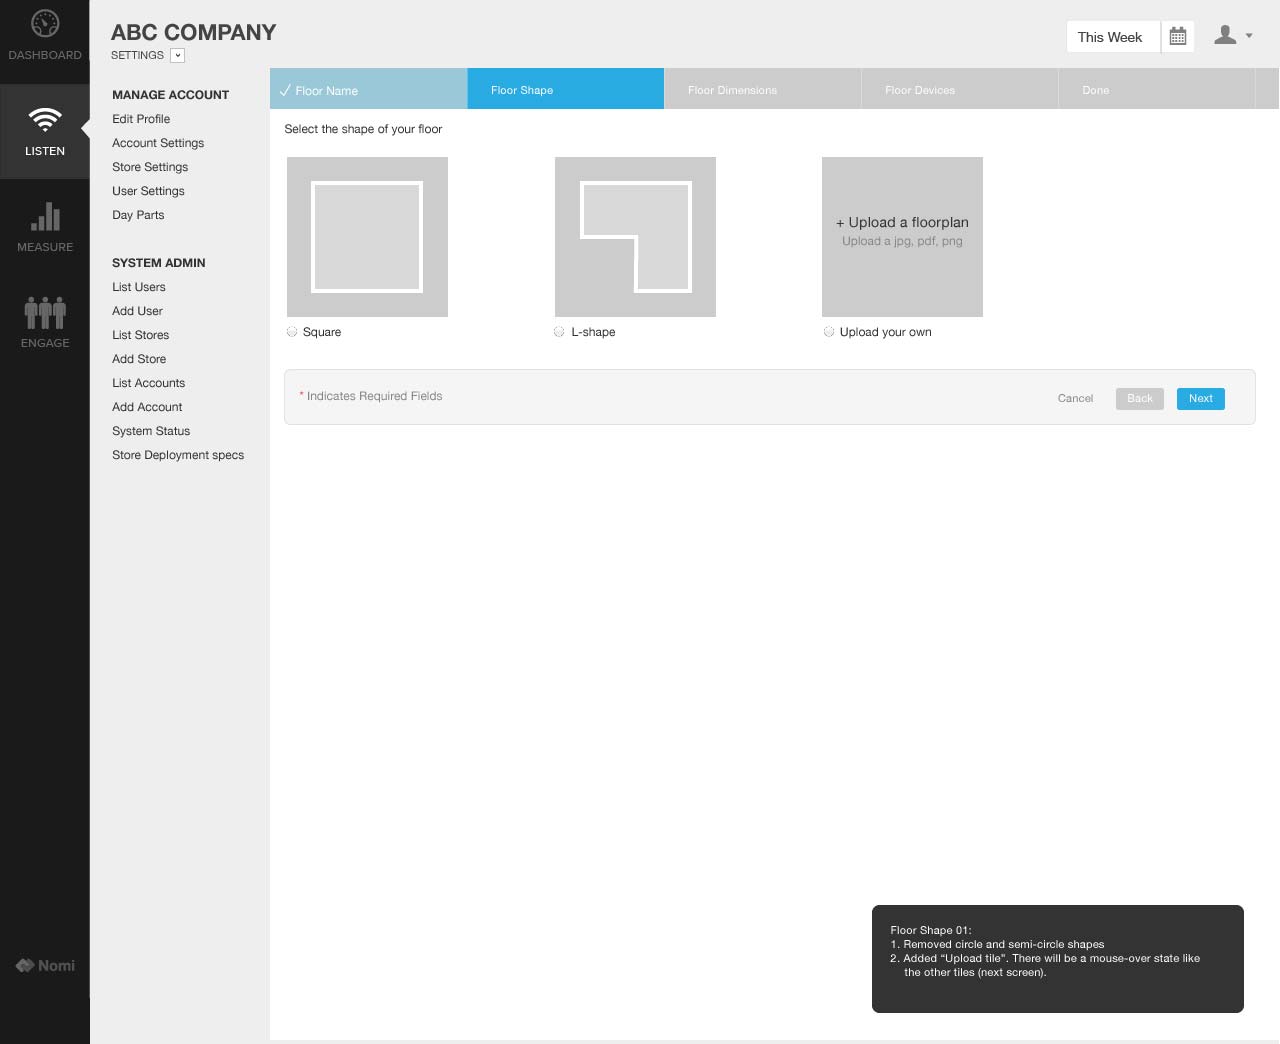 DASHBOARD
LISTEN
MEASURE
ENGAGE
Nomi
ABC COMPANY
SETTINGS
This Week
MANAGE ACCOUNT
Edit Profile
Account Settings
Store Settings
User Settings
Day Parts
SYSTEM ADMIN
List Users
Add User
List Stores
Add Store
List Accounts
Add Account
System Status
Store Deployment specs
Floor Name
Floor Shape
Floor Dimensions
Floor Devices
Done
Select the shape of your floor
+ Upload a floorplan
Upload a jpg, pdf, png
Square
L-shape
Upload your own
* Indicates Required Fields
Cancel
Back
Next
Floor Shape 01:
1. Removed circle and semi-circle shapes
2. Added “Upload tile”. There will be a mouse-over state like
the other tiles (next screen).